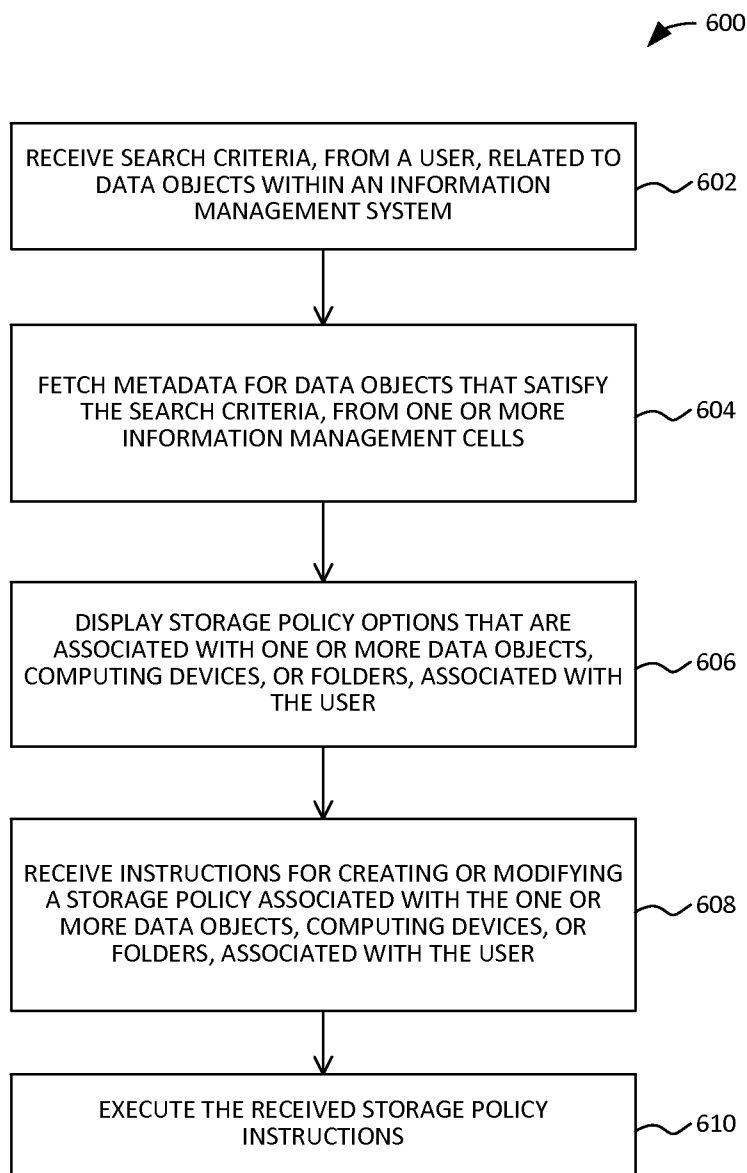 600
RECEIVE SEARCH CRITERIA, FROM A USER, RELATED TO
DATA OBJECTS WITHIN AN INFORMATION
MANAGEMENT SYSTEM
602
FETCH METADATA FOR DATA OBJECTS THAT SATISFY
THE SEARCH CRITERIA, FROM ONE OR MORE
INFORMATION MANAGEMENT CELLS
604
DISPLAY STORAGE POLICY OPTIONS THAT ARE
ASSOCIATED WITH ONE OR MORE DATA OBJECTS,
COMPUTING DEVICES, OR FOLDERS, ASSOCIATED WITH
THE USER
606
RECEIVE INSTRUCTIONS FOR CREATING OR MODIFYING
A STORAGE POLICY ASSOCIATED WITH THE ONE OR
MORE DATA OBJECTS, COMPUTING DEVICES, OR
FOLDERS, ASSOCIATED WITH THE USER
608
EXECUTE THE RECEIVED STORAGE POLICY
INSTRUCTIONS
610